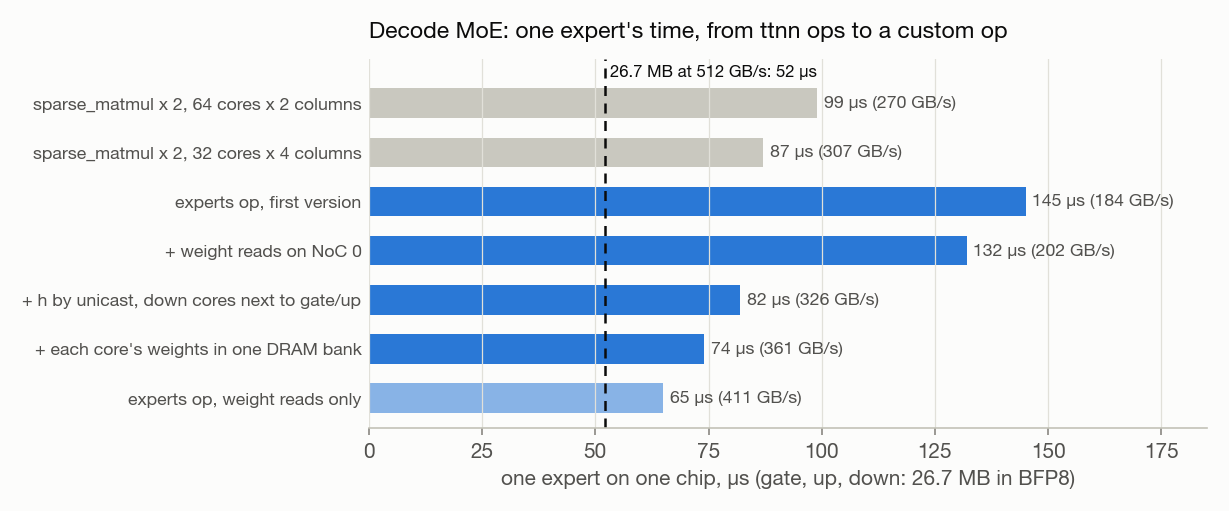 Decode MoE: one expert's time, from ttnn ops to a custom op
26.7 MB at 512 GB/s: 52 µs
sparse_matmul x 2, 64 cores x 2 columns 99 µs (270 GB/s)
sparse_matmul x 2, 32 cores x 4 columns 87 µs (307 GB/s)
experts op, first version 145 µs (184 GB/s)
+ weight reads on NoC 0 132 µs (202 GB/s)
+ h by unicast, down cores next to gate/up 82 µs (326 GB/s)
+ each core's weights in one DRAM bank 74 µs (361 GB/s)
experts op, weight reads only 65 µs (411 GB/s)
0 25 50 75 100 125 150 175
one expert on one chip, µs (gate, up, down: 26.7 MB in BFP8)